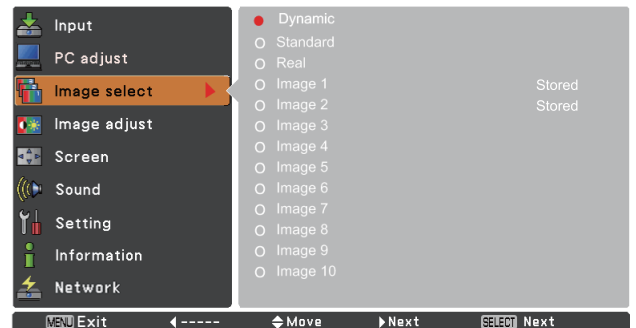 Input
PC adjust
Image select
Image adjust
Screen
Sound
Setting
Information
Network
Dynamic
Standard
Real
Image 1 Stored
Image 2 Stored
Image 3
Image 4
Image 5
Image 6
Image 7
Image 8
Image 9
Image 10
MENU Exit ◀----- Move Next SELECT Next